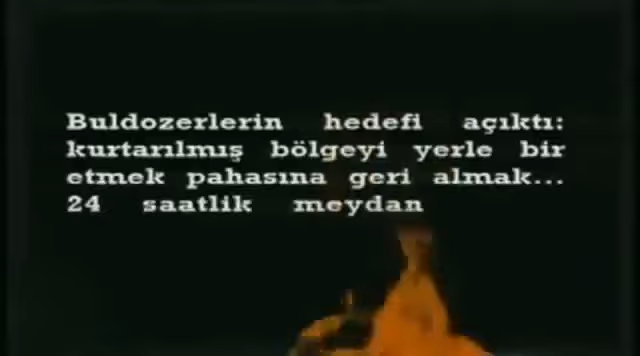 Buldozerlerin hedefi açıktı:
kurtarılmış bölgeyi yerle bir
etmek pahasına geri almak...
24 saatlik meydan